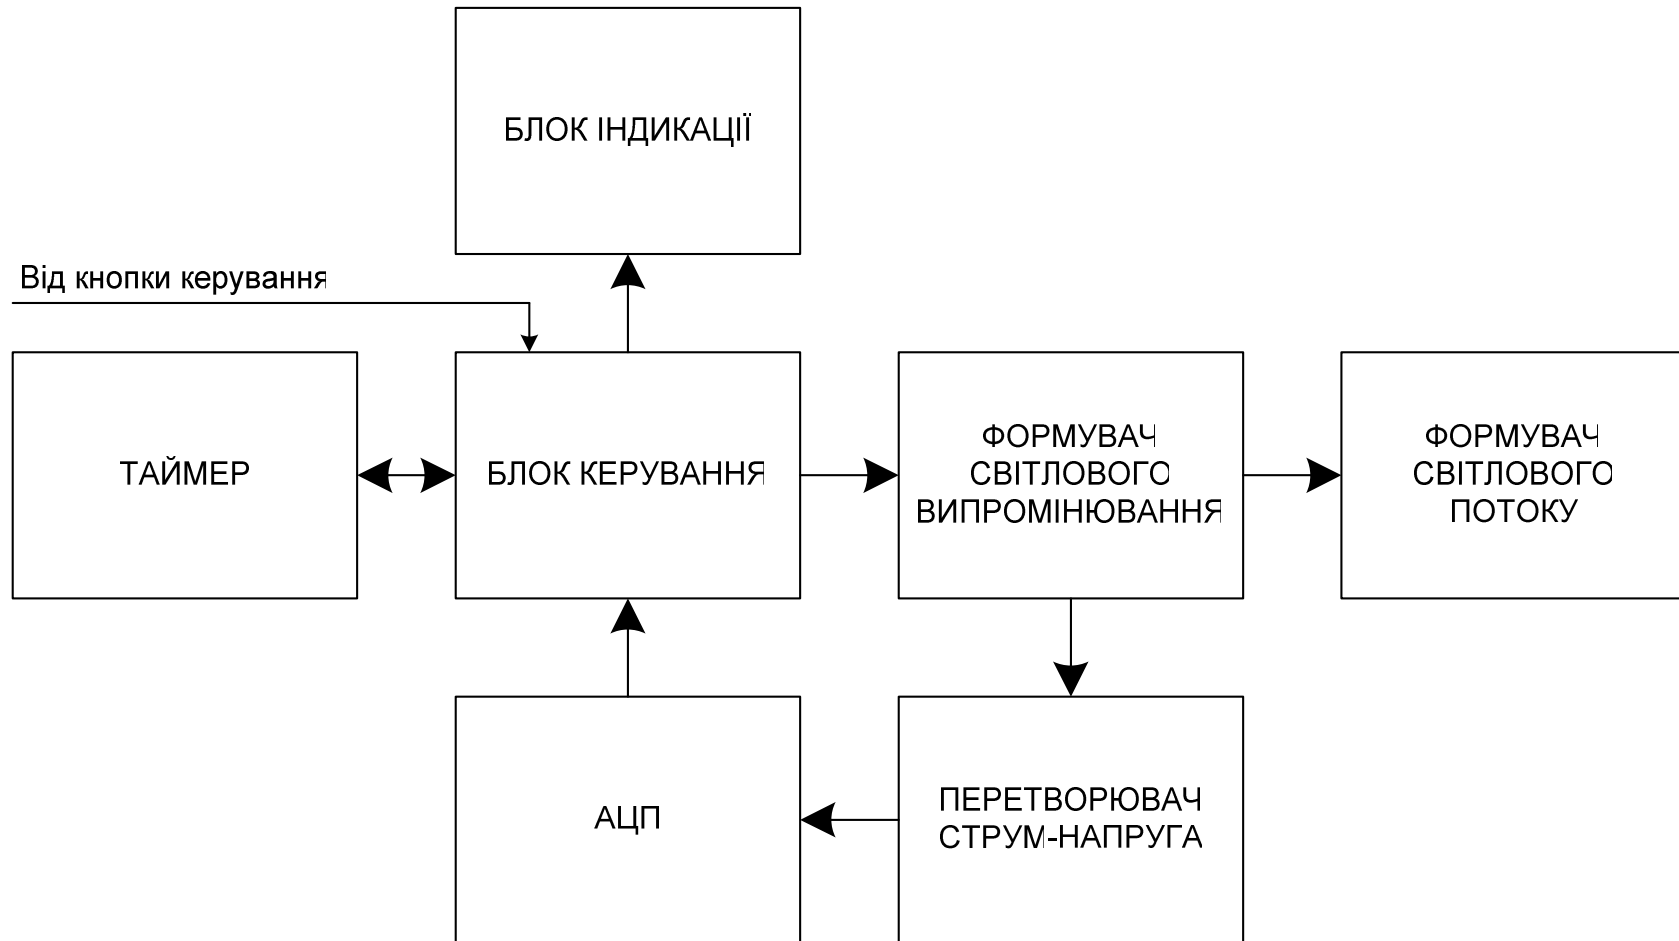 БЛОК ІНДИКАЦІЇ
Від кнопки керування
ТАЙМЕР
БЛОК КЕРУВАННЯ
ФОРМУВАЧ
СВІТЛОВОГО
ВИПРОМІНЮВАННЯ
ФОРМУВАЧ
СВІТЛОВОГО
ПОТОКУ
АЦП
ПЕРЕТВОРЮВАЧ
СТРУМ-НАПРУГА